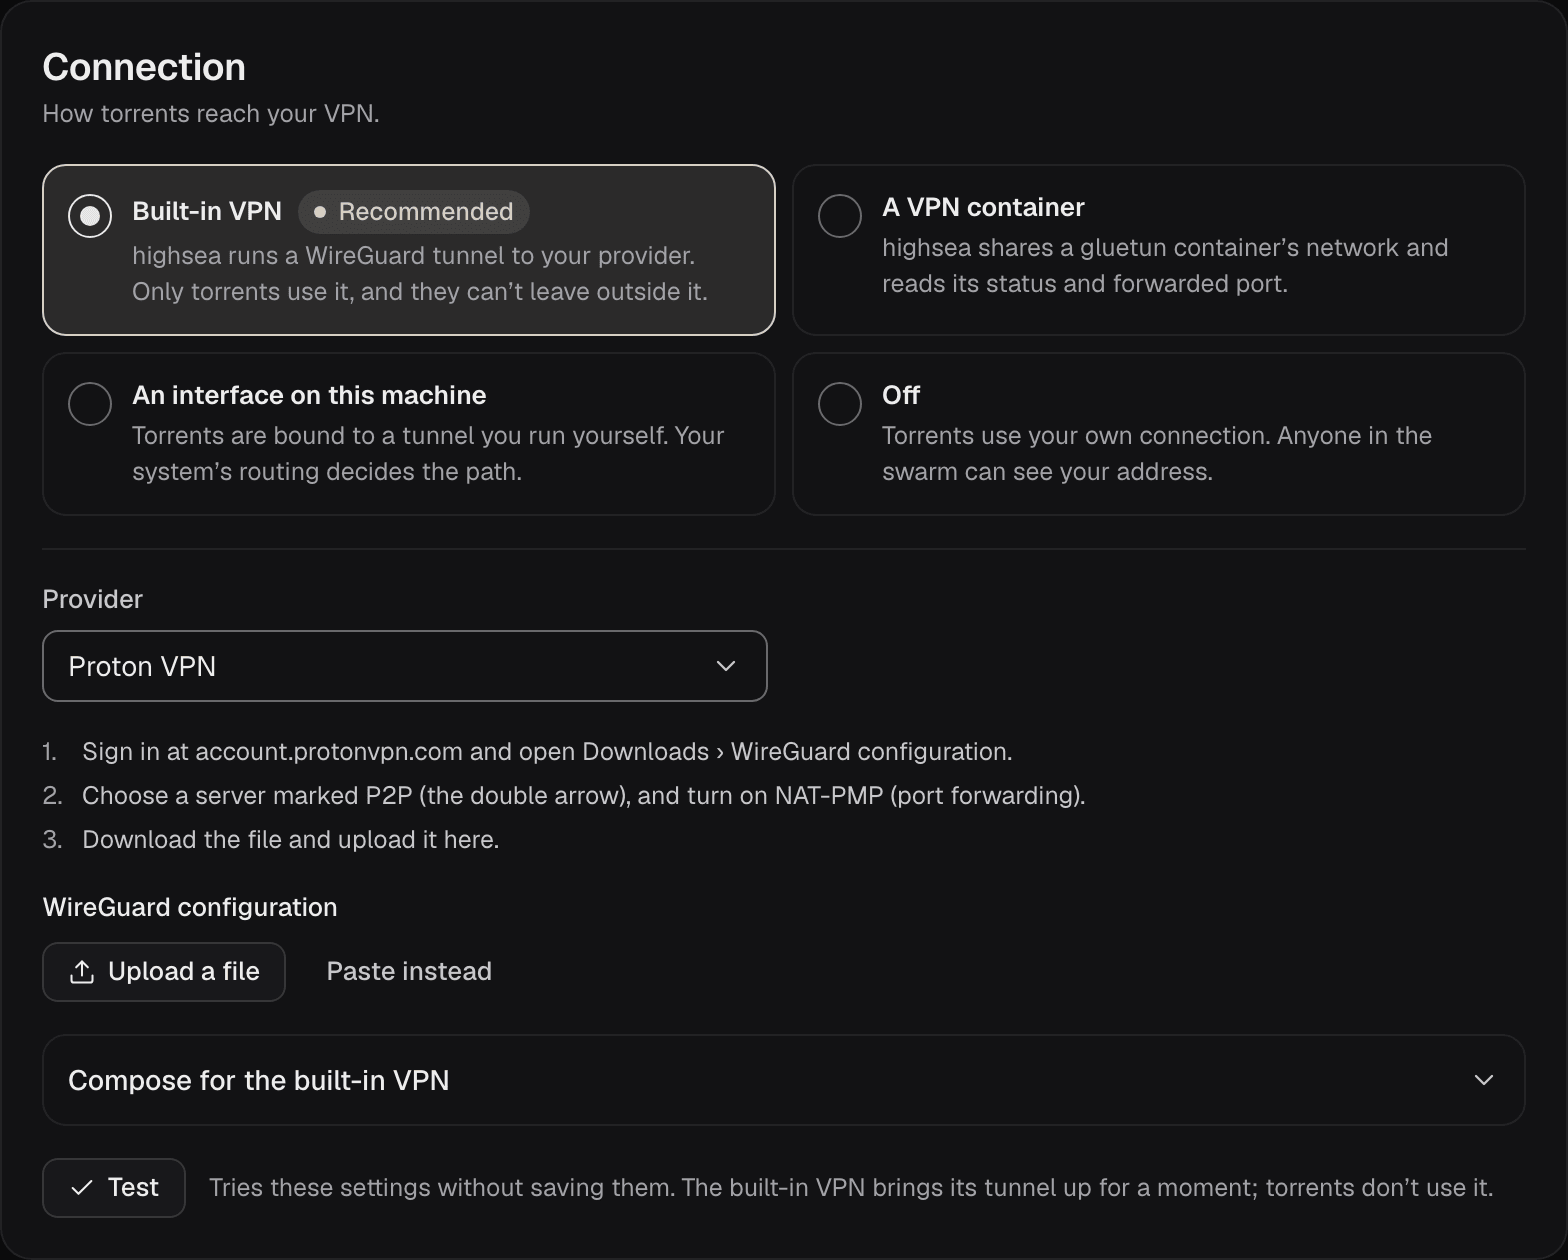 Connection
How torrents reach your VPN.
Built-in VPN
Recommended
highsea runs a WireGuard tunnel to your provider.
Only torrents use it, and they can’t leave outside it.
A VPN container
highsea shares a gluetun container’s network and
reads its status and forwarded port.
An interface on this machine
Torrents are bound to a tunnel you run yourself. Your
system’s routing decides the path.
Off
Torrents use your own connection. Anyone in the
swarm can see your address.
Provider
Proton VPN
1. Sign in at account.protonvpn.com and open Downloads › WireGuard configuration.
2. Choose a server marked P2P (the double arrow), and turn on NAT-PMP (port forwarding).
3. Download the file and upload it here.
WireGuard configuration
Upload a file
Paste instead
Compose for the built-in VPN
Test
Tries these settings without saving them. The built-in VPN brings its tunnel up for a moment; torrents don’t use it.